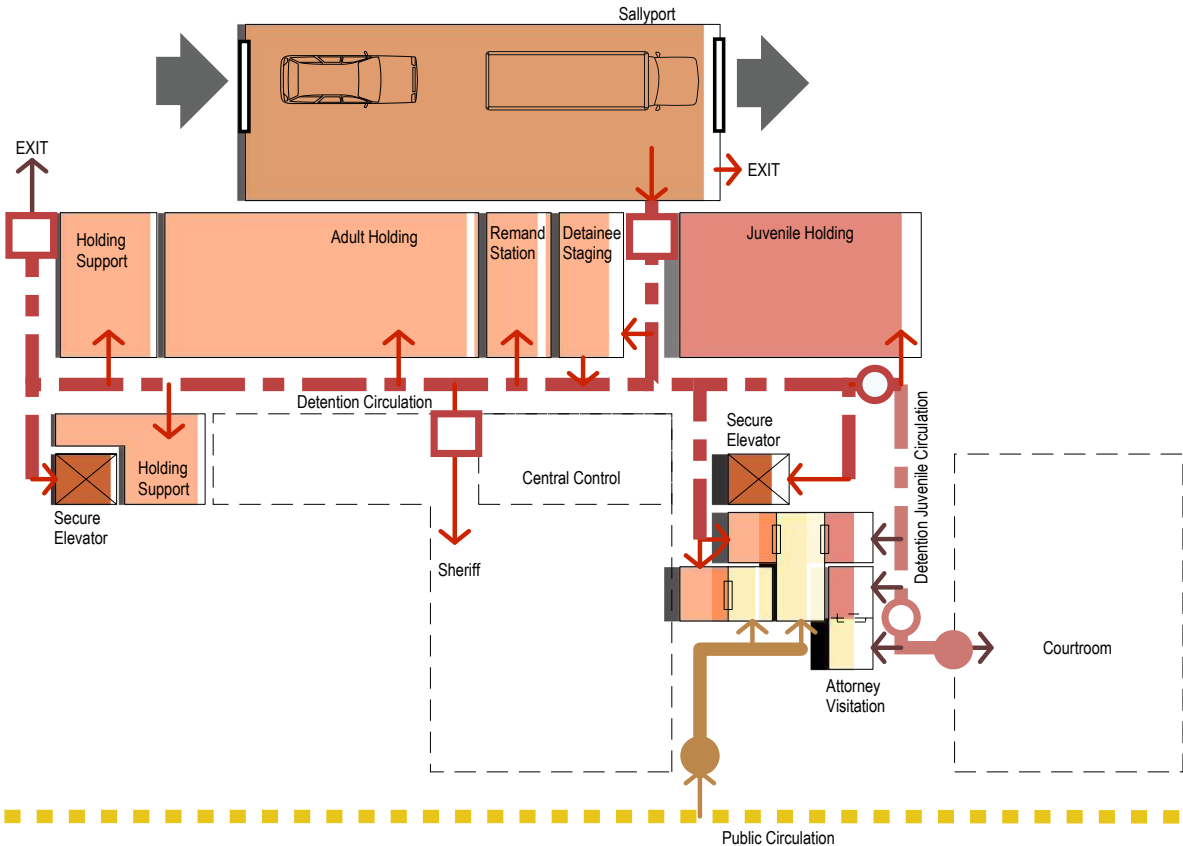 Sallyport
EXIT
EXIT
Holding
Support
Adult Holding
Remand
Station
Detainee
Staging
Juvenile Holding
Detention Circulation
Holding
Support
Secure
Elevator
Central Control
Sheriff
Secure
Elevator
Detention Juvenile Circulation
Attorney
Visitation
Courtroom
Public Circulation